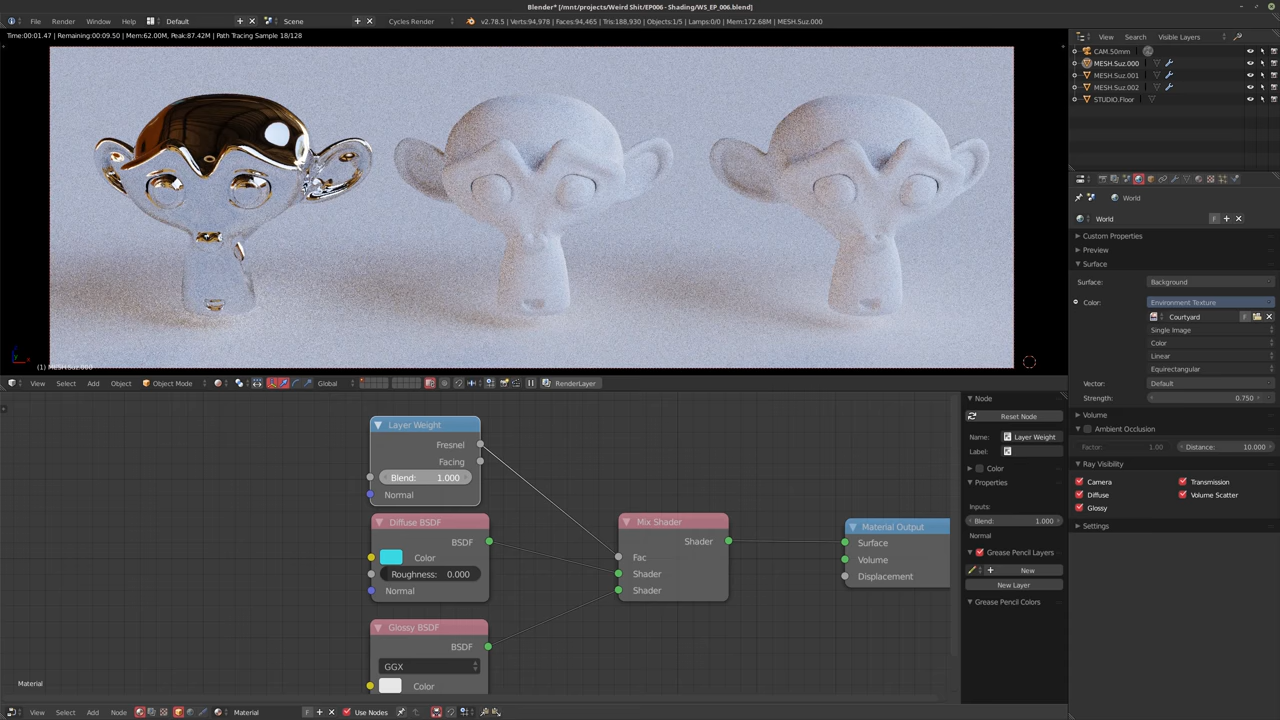 Blender* [/mnt/projects/Weird Shit/EP006 - Shading/WS_EP_006.blend]
File Render Window Help Default Scene Cycles Render v2.78.5 | Verts:94,978 | Faces:94,465 | Tris:188,930 | Objects:1/5 | Lamps:0/0 | Mem:172.68M | MESH.Suz.000
Time:00:01.47 | Remaining:00:09.50 | Mem:62.00M, Peak:87.42M | Path Tracing Sample 18/128
(1) MESH.Suz.000
View Select Add Object Object Mode Global RenderLayer
Layer Weight
Fresnel
Facing
Blend: 1.000
Normal
Diffuse BSDF
BSDF
Color
Roughness: 0.000
Normal
Glossy BSDF
BSDF
GGX
Color
Mix Shader
Shader
Fac
Shader
Shader
Material Output
Surface
Volume
Displacement
Material
View Select Add Node Material F Use Nodes
Node
Reset Node
Name: Layer Weight
Label:
Color
Properties
Inputs:
Blend: 1.000
Normal
Grease Pencil Layers
New
New Layer
Grease Pencil Colors
View Search Visible Layers
CAM.50mm
MESH.Suz.000
MESH.Suz.001
MESH.Suz.002
STUDIO.Floor
World
World F
Custom Properties
Preview
Surface
Surface: Background
Color: Environment Texture
Courtyard F
Single Image
Color
Linear
Equirectangular
Vector: Default
Strength: 0.750
Volume
Ambient Occlusion
Factor: 1.00 Distance: 10.000
Ray Visibility
Camera Transmission
Diffuse Volume Scatter
Glossy
Settings